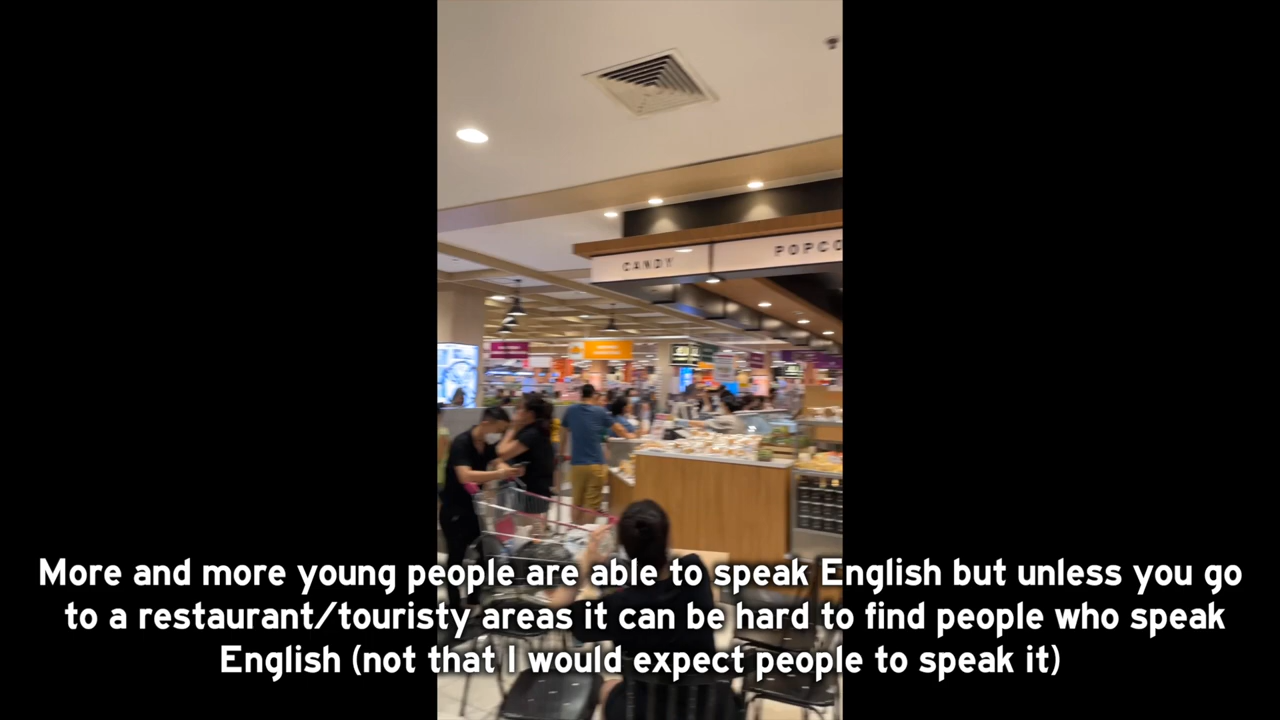 CANDY
POPCO
More and more young people are able to speak English but unless you go
to a restaurant/touristy areas it can be hard to find people who speak
English (not that I would expect people to speak it)